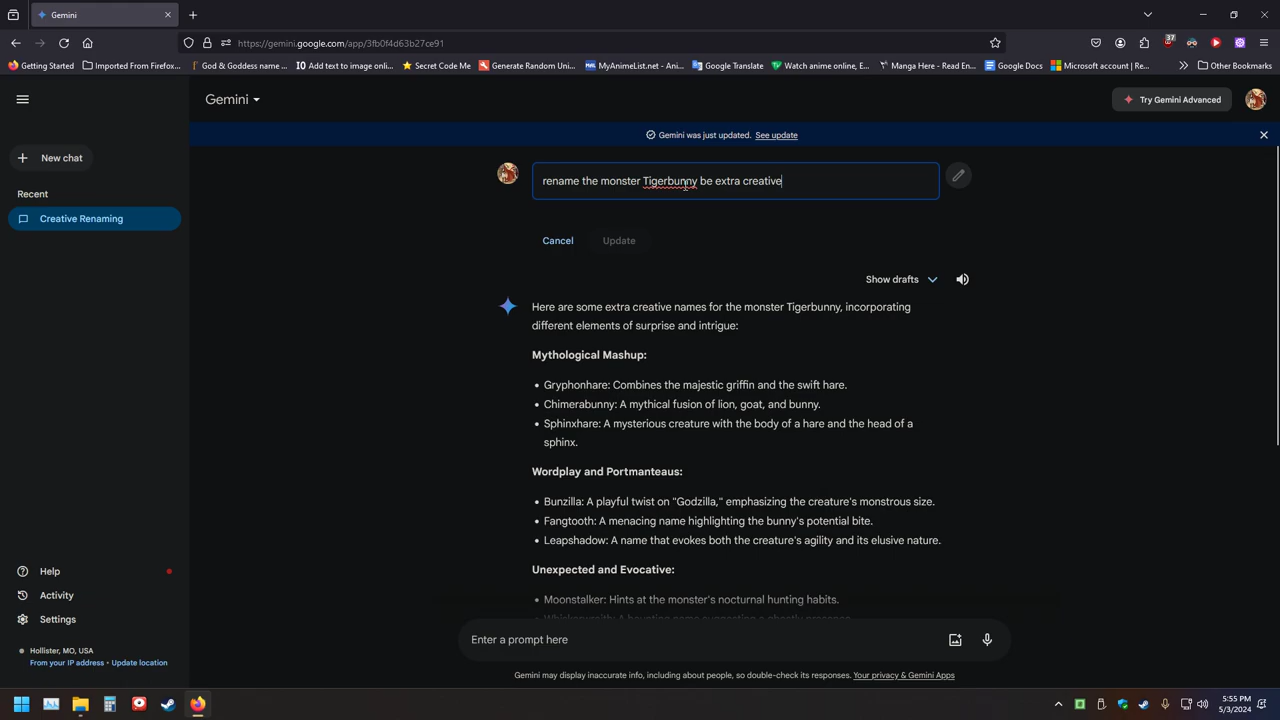 Gemini
https://gemini.google.com/app/3fb0f4d63b27ce91
Getting Started
Imported From Firefox...
God & Goddess name ...
Add text to image onli...
Secret Code Me
Generate Random Uni...
MyAnimeList.net - Ani...
Google Translate
Watch anime online, E...
Manga Here - Read En...
Google Docs
Microsoft account | Re...
Other Bookmarks
Gemini
Try Gemini Advanced
Gemini was just updated. See update
New chat
Recent
Creative Renaming
rename the monster Tigerbunny be extra creative
Cancel
Update
Show drafts
Here are some extra creative names for the monster Tigerbunny, incorporating
different elements of surprise and intrigue:
Mythological Mashup:
• Gryphonhare: Combines the majestic griffin and the swift hare.
• Chimerabunny: A mythical fusion of lion, goat, and bunny.
• Sphinxhare: A mysterious creature with the body of a hare and the head of a
sphinx.
Wordplay and Portmanteaus:
• Bunzilla: A playful twist on "Godzilla," emphasizing the creature's monstrous size.
• Fangtooth: A menacing name highlighting the bunny's potential bite.
• Leapshadow: A name that evokes both the creature's agility and its elusive nature.
Unexpected and Evocative:
• Moonstalker: Hints at the monster's nocturnal hunting habits.
Enter a prompt here
Gemini may display inaccurate info, including about people, so double-check its responses. Your privacy & Gemini Apps
Help
Activity
Settings
Hollister, MO, USA
From your IP address • Update location
5:55 PM
5/3/2024